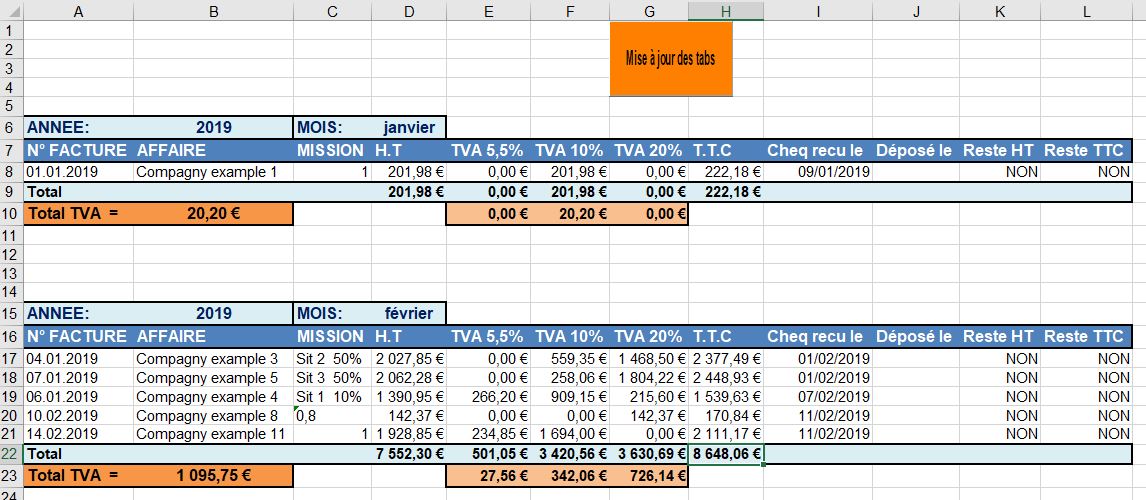 A B C D E F G H I J K L
1
2
Mise à jour des tabs
3
4
5
6 ANNEE: 2019 MOIS: janvier
7 N° FACTURE AFFAIRE MISSION H.T TVA 5,5% TVA 10% TVA 20% T.T.C Cheq recu le Déposé le Reste HT Reste TTC
8 01.01.2019 Compagny example 1 1 201,98 € 0,00 € 201,98 € 0,00 € 222,18 € 09/01/2019 NON NON
9 Total 201,98 € 0,00 € 201,98 € 0,00 € 222,18 €
10 Total TVA = 20,20 € 0,00 € 20,20 € 0,00 €
11
12
13
14
15 ANNEE: 2019 MOIS: février
16 N° FACTURE AFFAIRE MISSION H.T TVA 5,5% TVA 10% TVA 20% T.T.C Cheq recu le Déposé le Reste HT Reste TTC
17 04.01.2019 Compagny example 3 Sit 2 50% 2 027,85 € 0,00 € 559,35 € 1 468,50 € 2 377,49 € 01/02/2019 NON NON
18 07.01.2019 Compagny example 5 Sit 3 50% 2 062,28 € 0,00 € 258,06 € 1 804,22 € 2 448,93 € 01/02/2019 NON NON
19 06.01.2019 Compagny example 4 Sit 1 10% 1 390,95 € 266,20 € 909,15 € 215,60 € 1 539,63 € 07/02/2019 NON NON
20 10.02.2019 Compagny example 8 0,8 142,37 € 0,00 € 0,00 € 142,37 € 170,84 € 11/02/2019 NON NON
21 14.02.2019 Compagny example 11 1 1 928,85 € 234,85 € 1 694,00 € 0,00 € 2 111,17 € 11/02/2019 NON NON
22 Total 7 552,30 € 501,05 € 3 420,56 € 3 630,69 € 8 648,06 €
23 Total TVA = 1 095,75 € 27,56 € 342,06 € 726,14 €
24